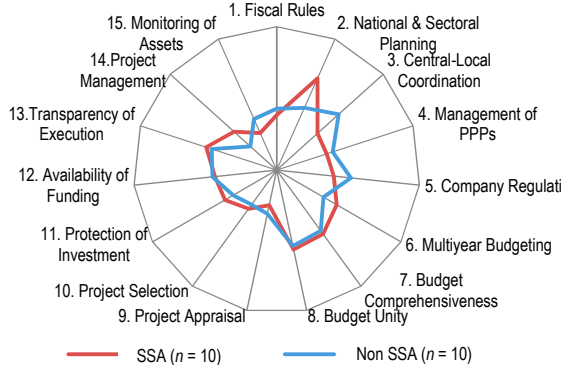 1. Fiscal Rules
2. National & Sectoral
Planning
3. Central-Local
Coordination
4. Management of
PPPs
5. Company Regulati
6. Multiyear Budgeting
7. Budget
Comprehensiveness
8. Budget Unity
9. Project Appraisal
10. Project Selection
11. Protection of
Investment
12. Availability of
Funding
13.Transparency of
Execution
14.Project
Management
15. Monitoring of
Assets
SSA (n = 10)
Non SSA (n = 10)